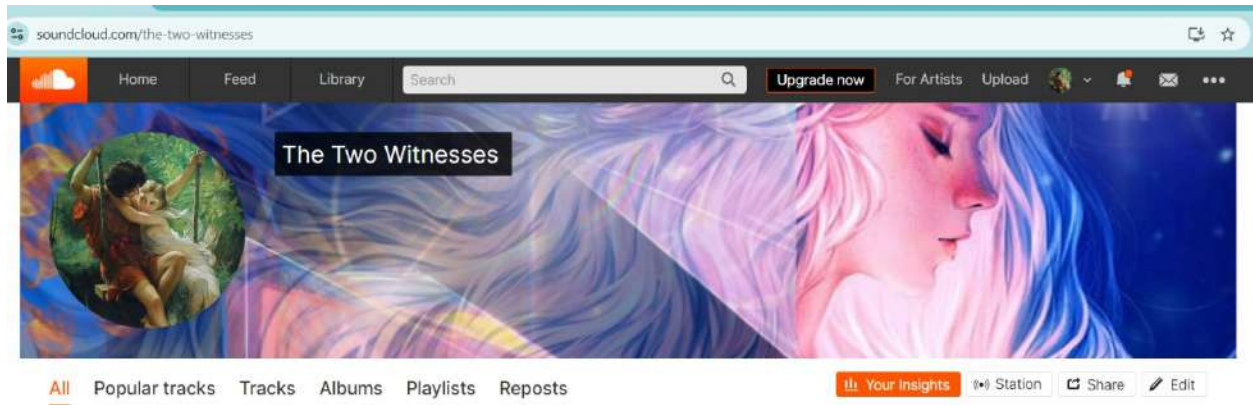 soundcloud.com/the-two-witnesses
Home Feed Library Search Upgrade now For Artists Upload
The Two Witnesses
All Popular tracks Tracks Albums Playlists Reposts Your Insights Station Share Edit